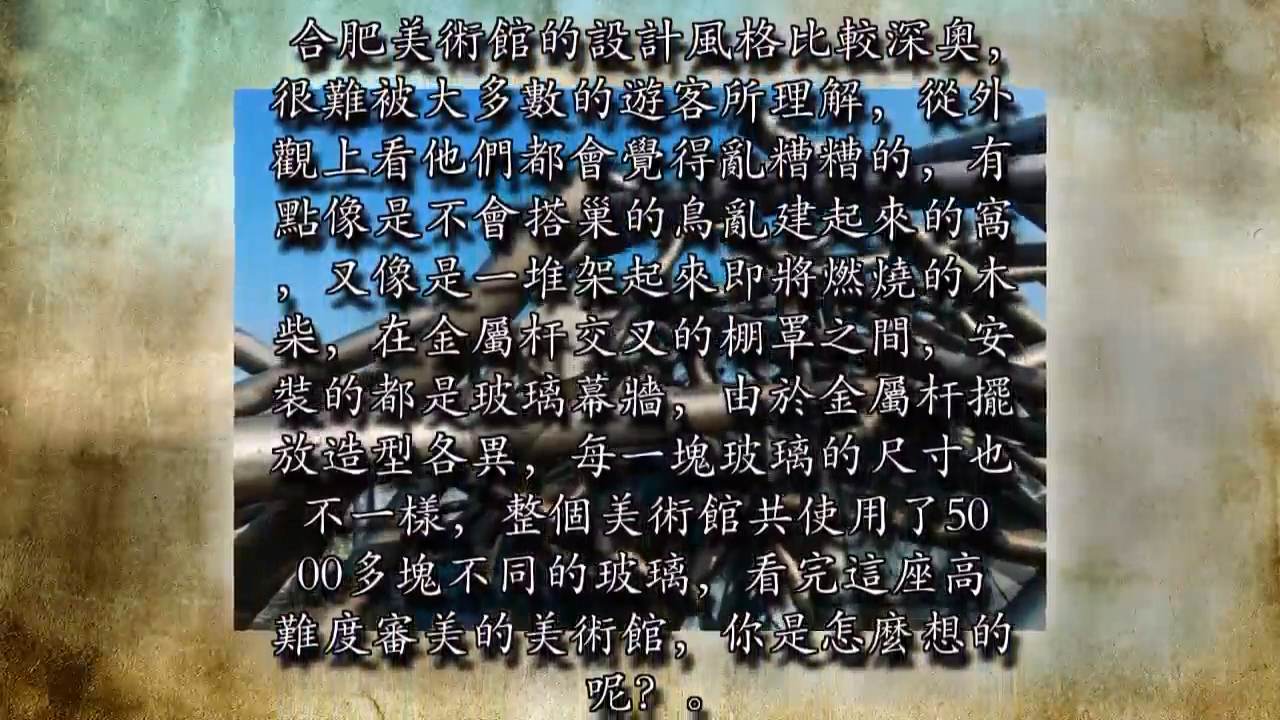 合肥美術館的設計風格比較深奧，
很難被大多數的遊客所理解，從外
觀上看他們都會覺得亂糟糟的，有
點像是不會搭巢的鳥亂建起來的窩
，又像是一堆架起來即將燃燒的木
柴，在金屬杆交叉的棚罩之間，安
裝的都是玻璃幕牆，由於金屬杆擺
放造型各異，每一塊玻璃的尺寸也
不一樣，整個美術館共使用了50
00多塊不同的玻璃，看完這座高
難度審美的美術館，你是怎麼想的
呢？。